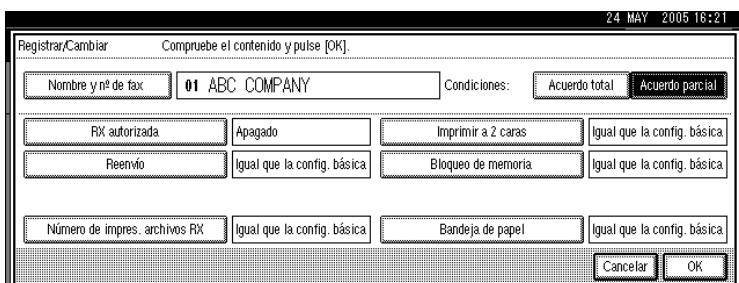 24 MAY 2005 16:21
Registrar/Cambiar Compruebe el contenido y pulse [OK].
Nombre y nº de fax 01 ABC COMPANY Condiciones: Acuerdo total Acuerdo parcial
RX autorizada Apagado Imprimir a 2 caras Igual que la config. básica
Reenvío Igual que la config. básica Bloqueo de memoria Igual que la config. básica
Número de impres. archivos RX Igual que la config. básica Bandeja de papel Igual que la config. básica
Cancelar OK